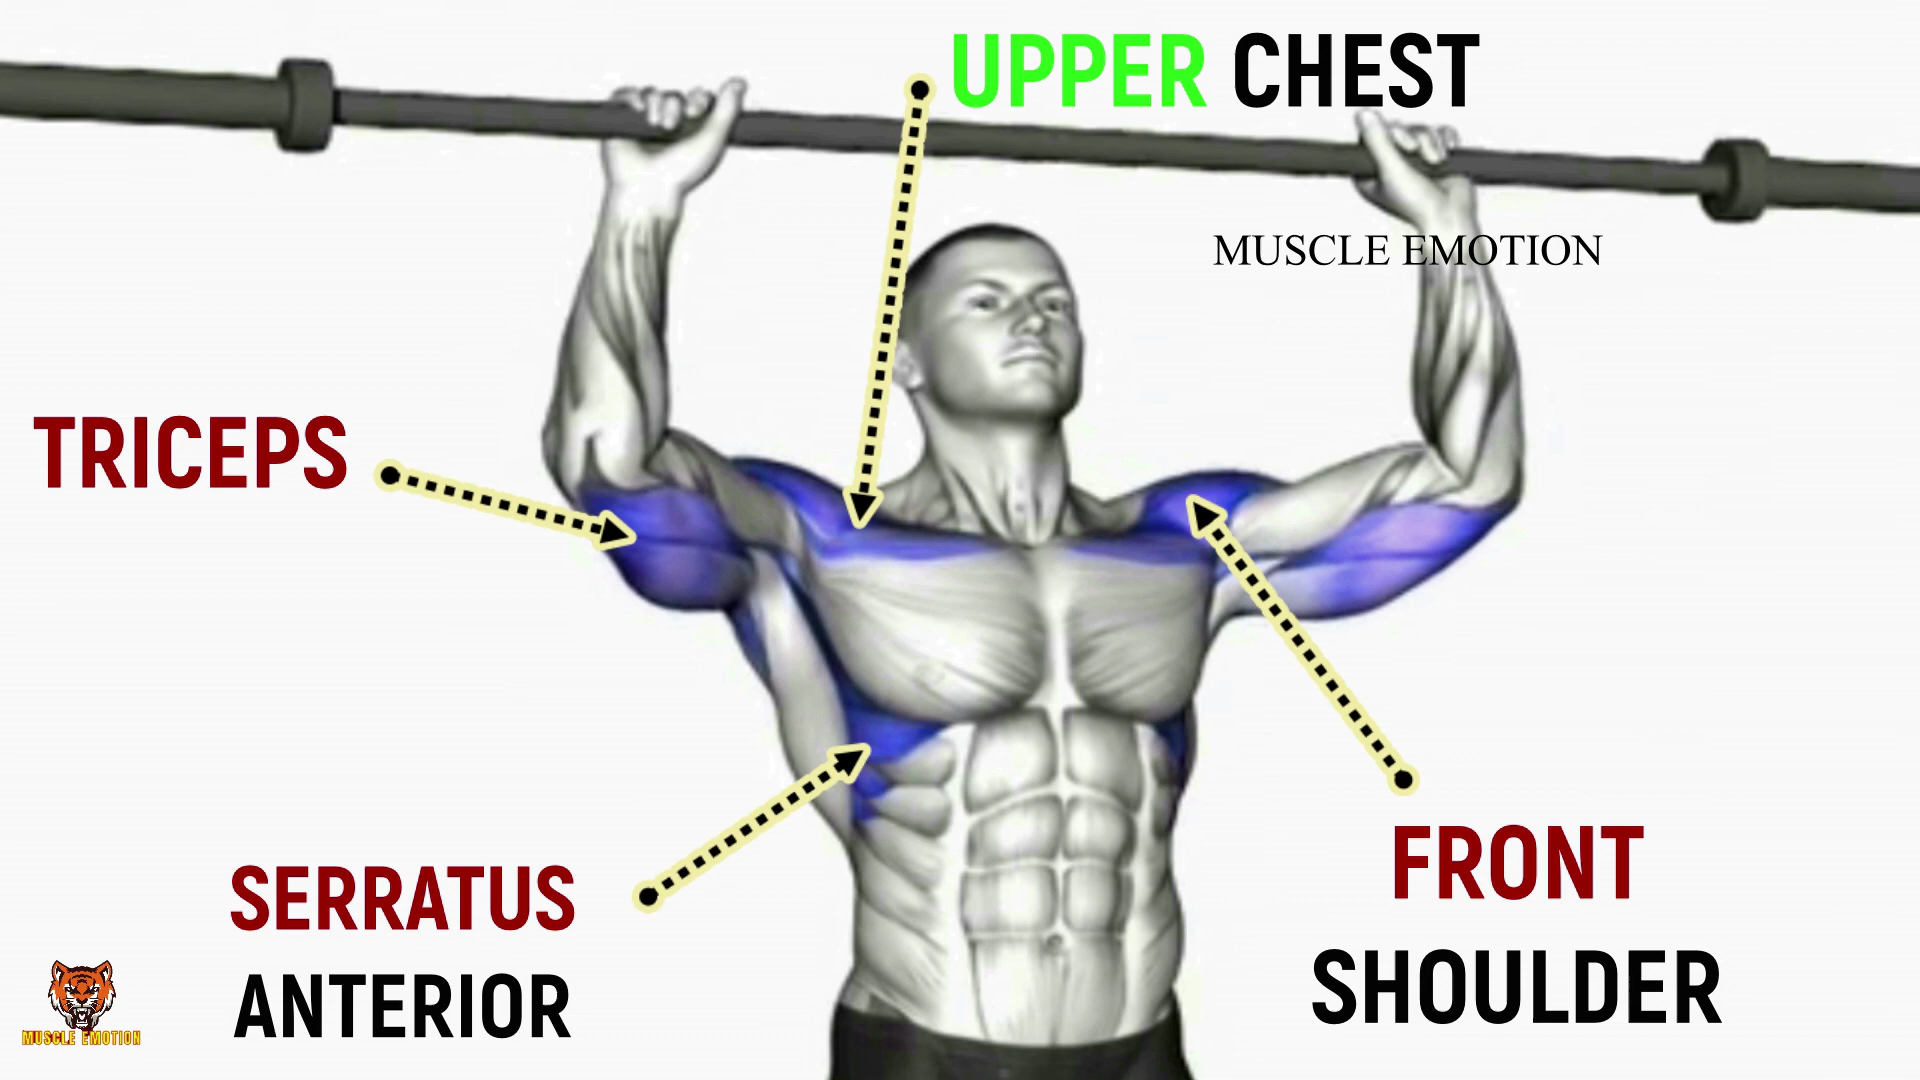 UPPER CHEST
MUSCLE EMOTION
TRICEPS
SERRATUS
ANTERIOR
FRONT
SHOULDER
MUSCLE EMOTION